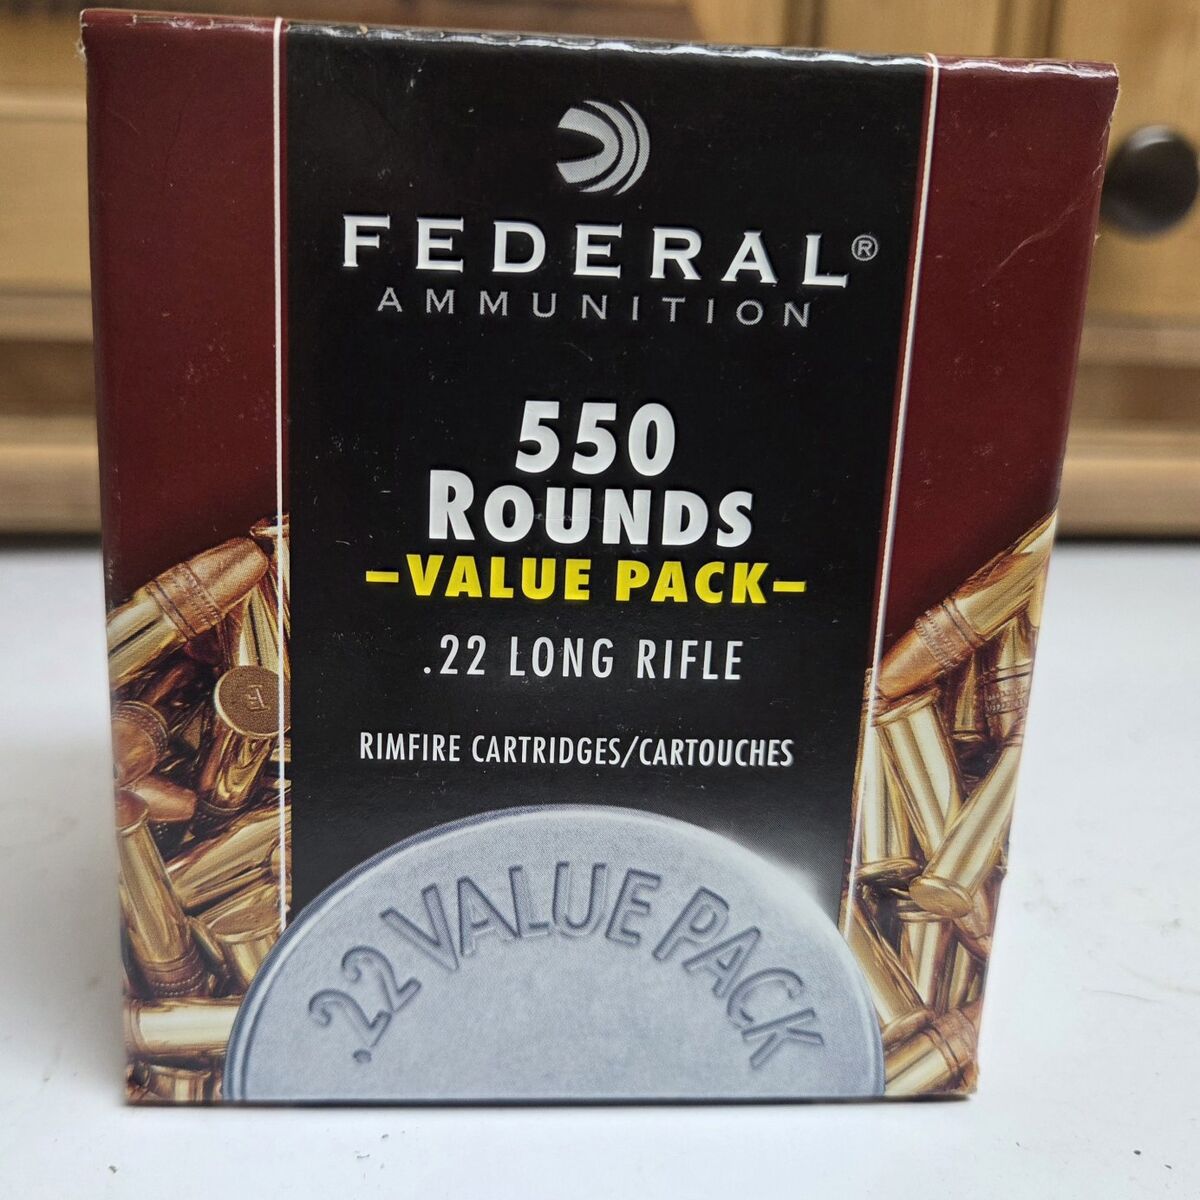 FEDERAL®
AMMUNITION
550
ROUNDS
–VALUE PACK–
.22 LONG RIFLE
RIMFIRE CARTRIDGES/CARTOUCHES
.22 VALUE PACK
F